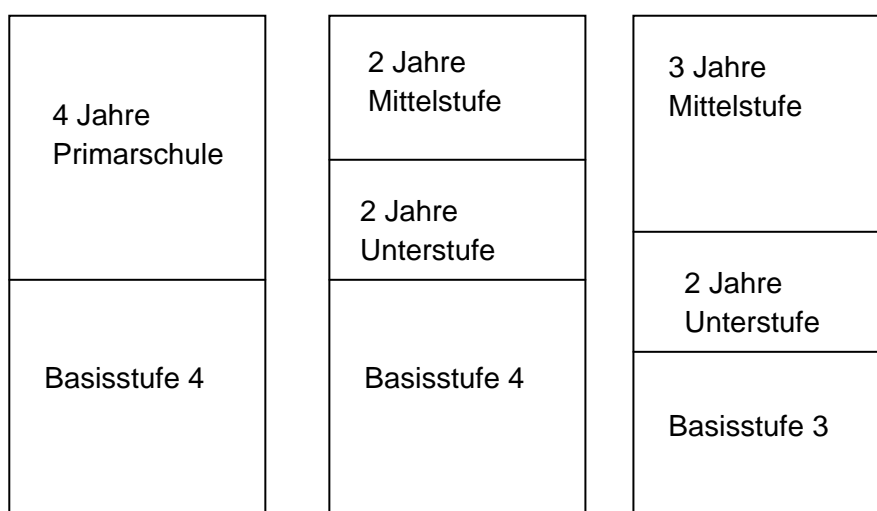 4 Jahre
Primarschule
Basisstufe 4
2 Jahre
Mittelstufe
2 Jahre
Unterstufe
Basisstufe 4
3 Jahre
Mittelstufe
2 Jahre
Unterstufe
Basisstufe 3